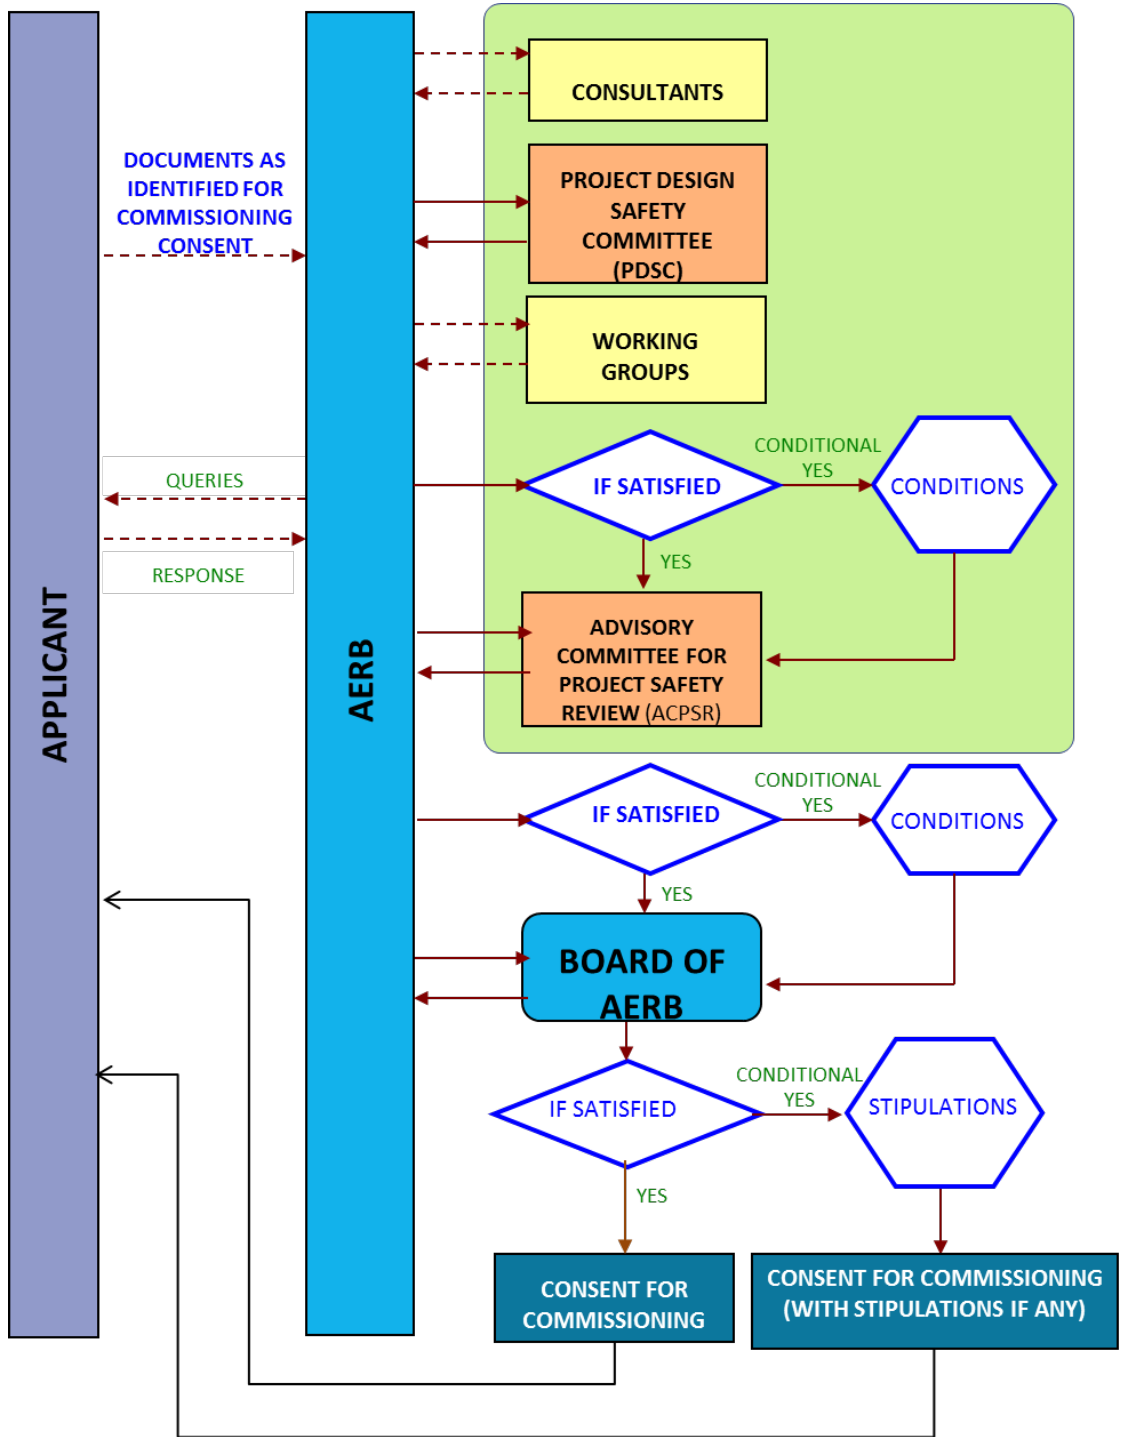 APPLICANT
AERB
DOCUMENTS AS
IDENTIFIED FOR
COMMISSIONING
CONSENT
QUERIES
RESPONSE
CONSULTANTS
PROJECT DESIGN
SAFETY
COMMITTEE
(PDSC)
WORKING
GROUPS
IF SATISFIED
CONDITIONAL
YES
CONDITIONS
YES
ADVISORY
COMMITTEE FOR
PROJECT SAFETY
REVIEW (ACPSR)
IF SATISFIED
CONDITIONAL
YES
CONDITIONS
YES
BOARD OF
AERB
IF SATISFIED
CONDITIONAL
YES
STIPULATIONS
YES
CONSENT FOR
COMMISSIONING
CONSENT FOR COMMISSIONING
(WITH STIPULATIONS IF ANY)